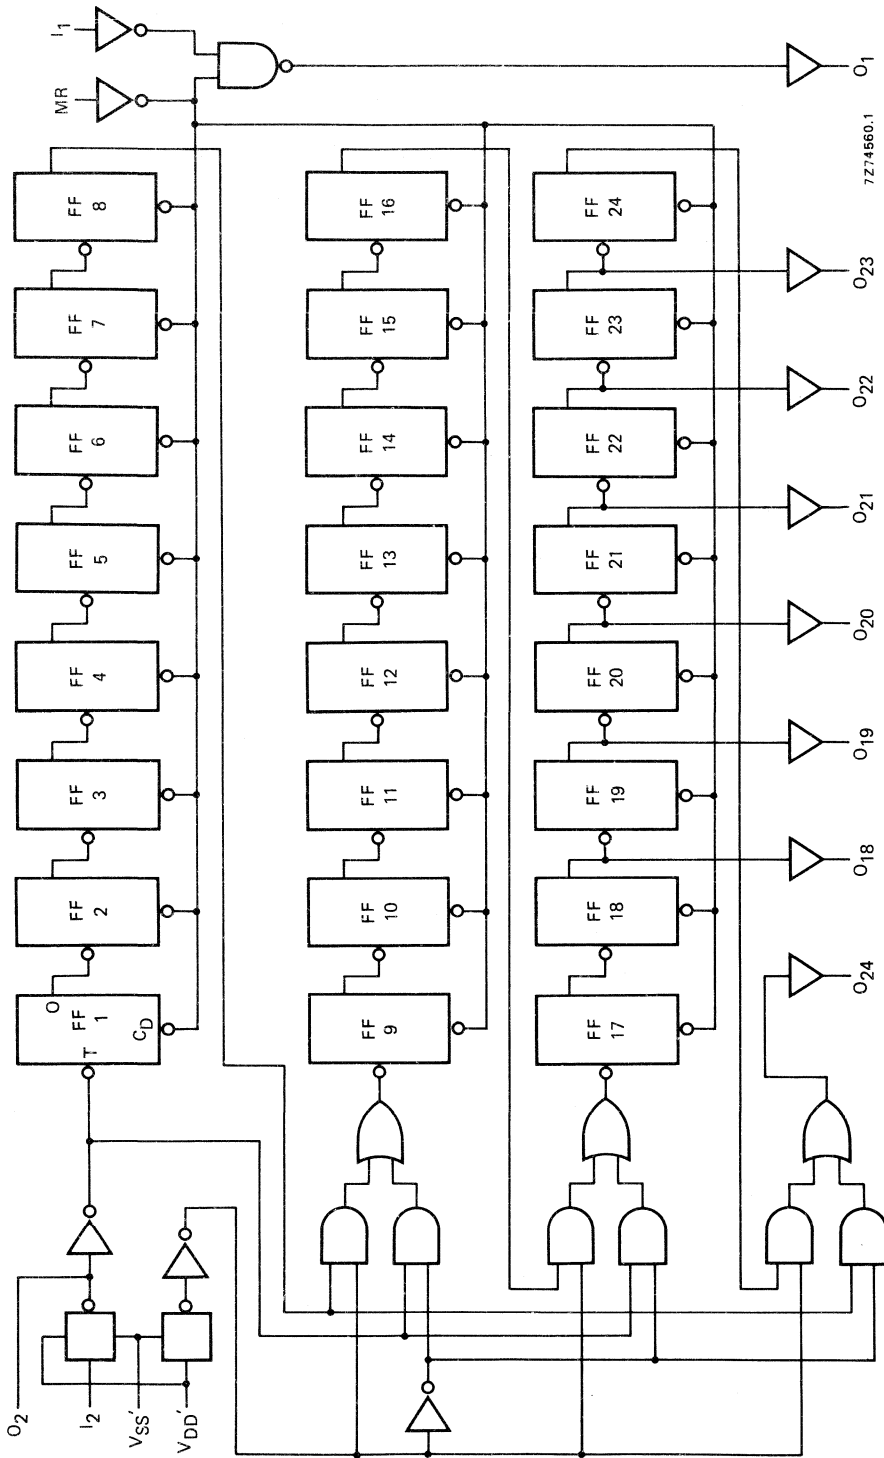 I1
MR
FF 8
FF 7
FF 6
FF 5
FF 4
FF 3
FF 2
O
FF 1
T
CD
FF 16
FF 15
FF 14
FF 13
FF 12
FF 11
FF 10
FF 9
FF 24
FF 23
FF 22
FF 21
FF 20
FF 19
FF 18
FF 17
O2
I2
VSS'
VDD'
O1
O23
O22
O21
O20
O19
O18
O24
7Z74560.1